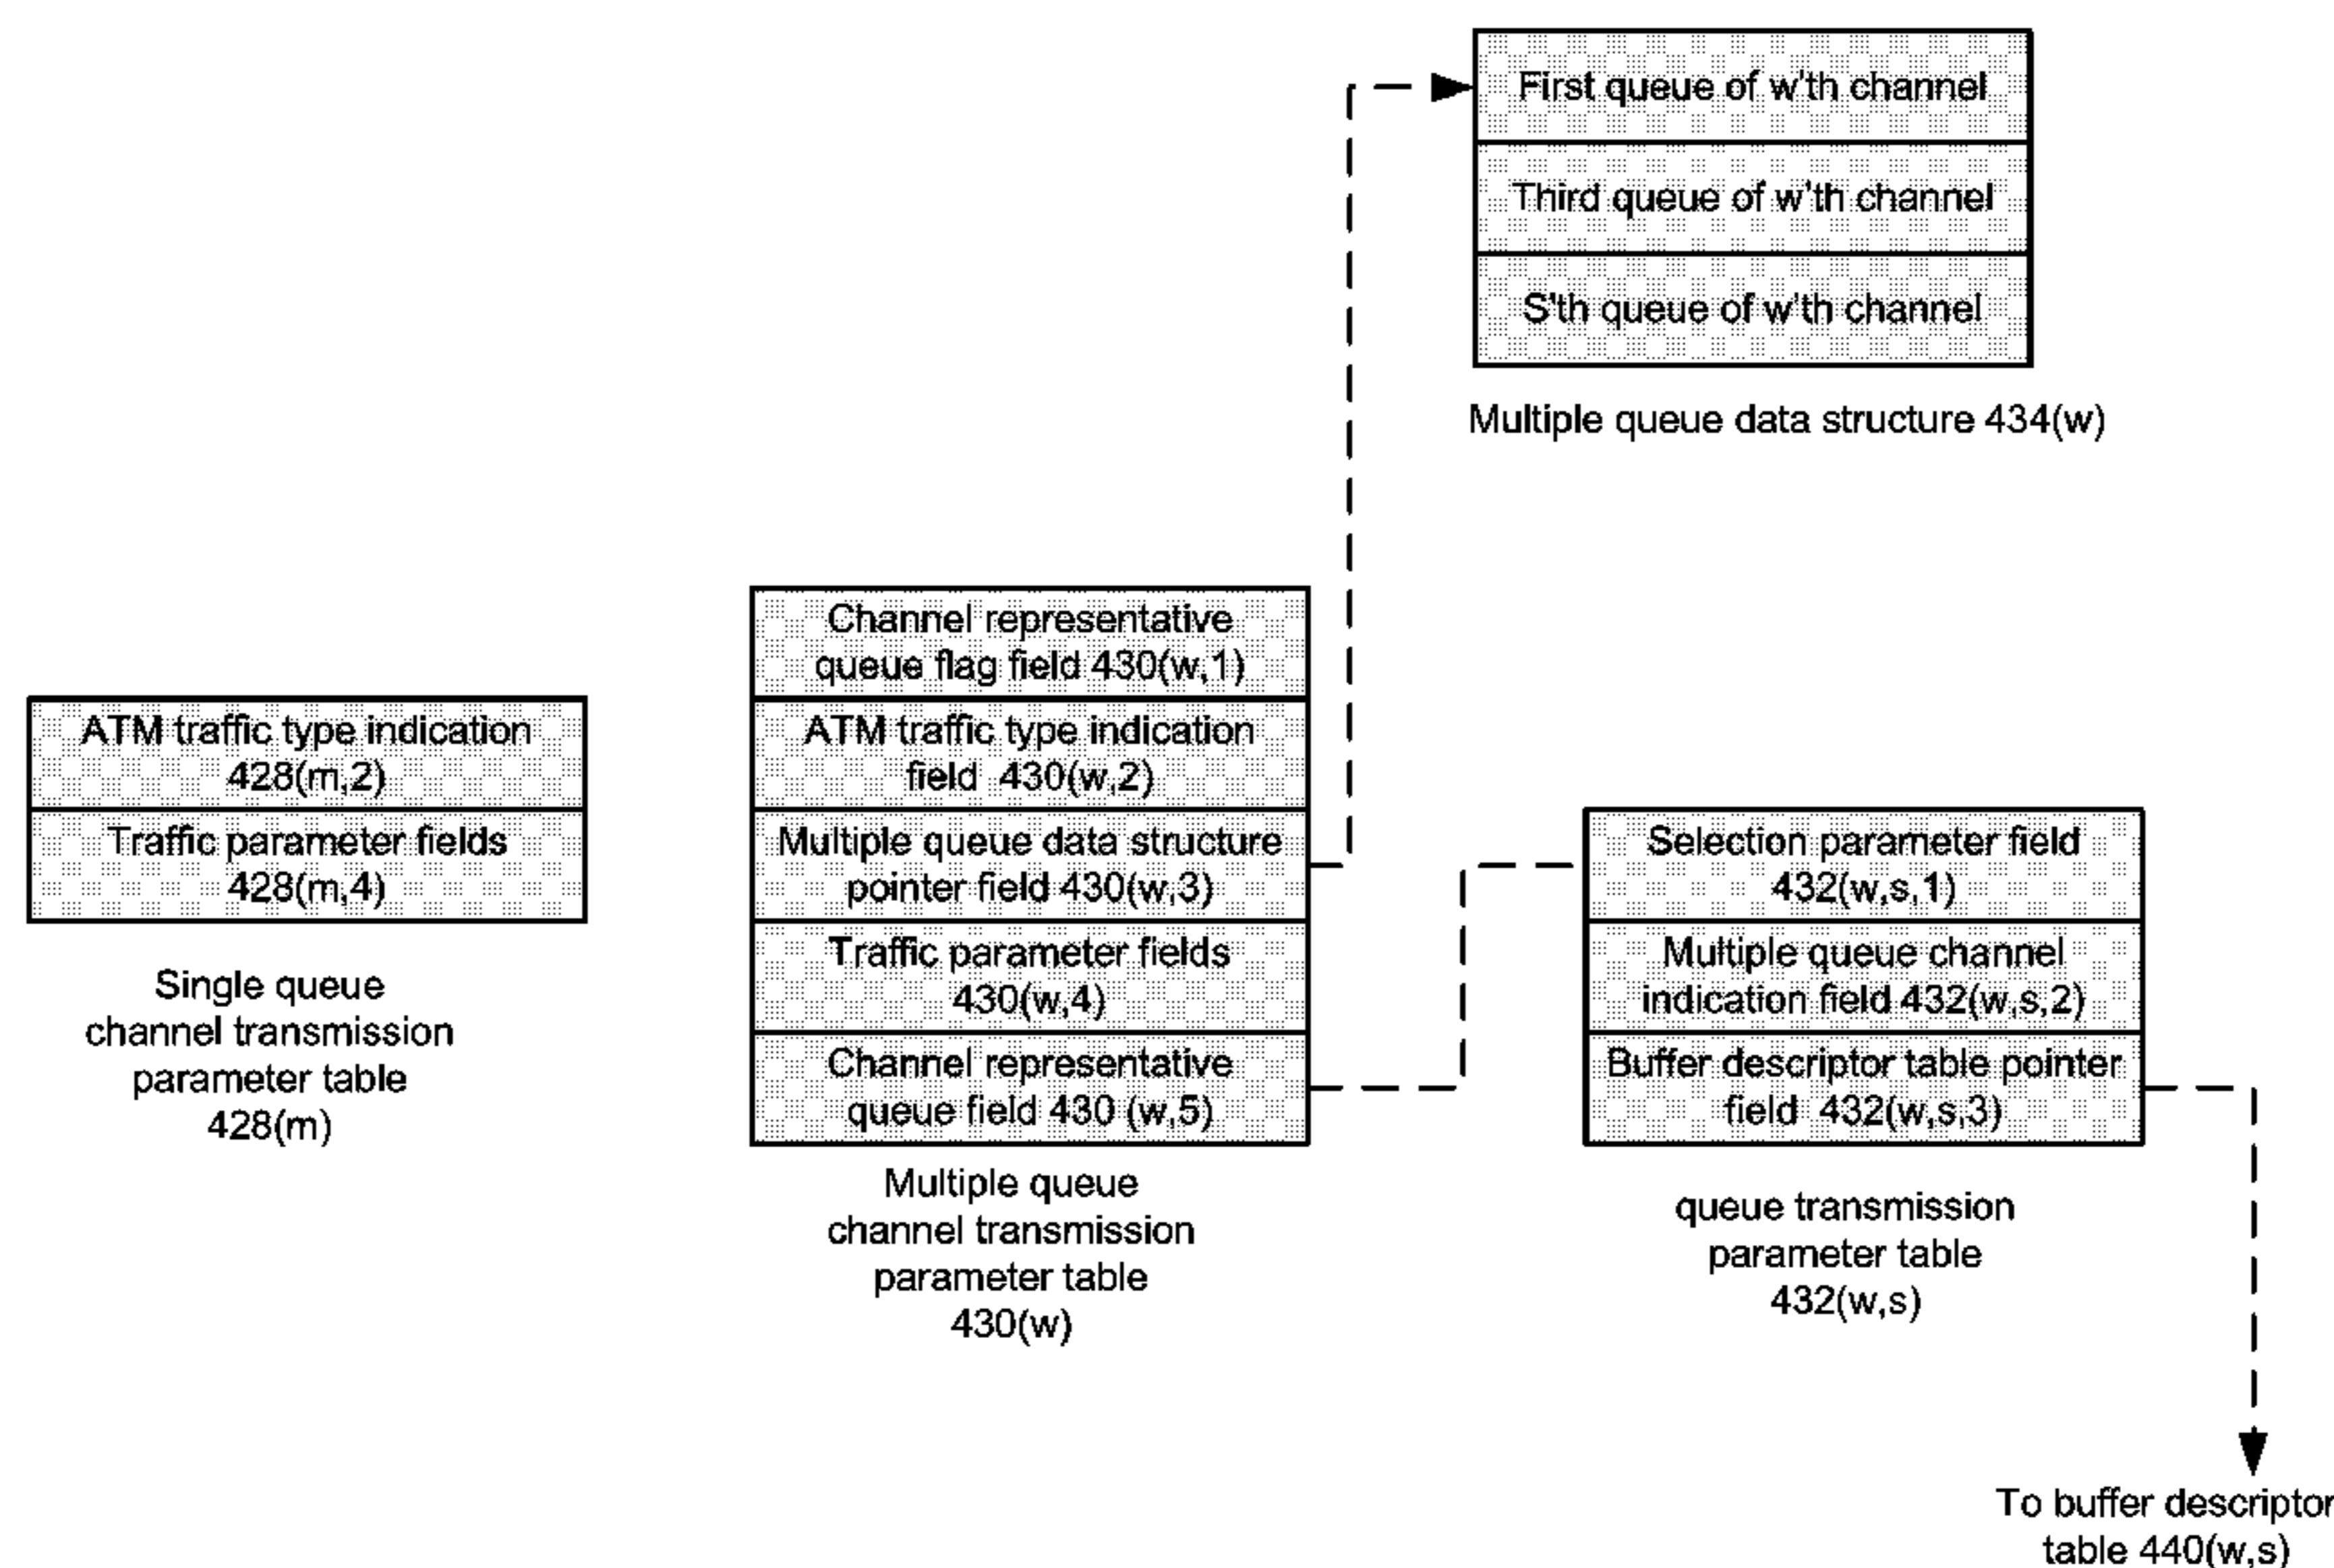 First queue of w'th channel
Third queue of w'th channel
S'th queue of w'th channel
Multiple queue data structure 434(w)
ATM traffic type indication
428(m,2)
Traffic parameter fields
428(m,4)
Single queue
channel transmission
parameter table
428(m)
Channel representative
queue flag field 430(w,1)
ATM traffic type indication
field 430(w,2)
Multiple queue data structure
pointer field 430(w,3)
Traffic parameter fields
430(w,4)
Channel representative
queue field 430 (w,5)
Multiple queue
channel transmission
parameter table
430(w)
Selection parameter field
432(w,s,1)
Multiple queue channel
indication field 432(w,s,2)
Buffer descriptor table pointer
field 432(w,s,3)
queue transmission
parameter table
432(w,s)
To buffer descriptor
table 440(w,s)